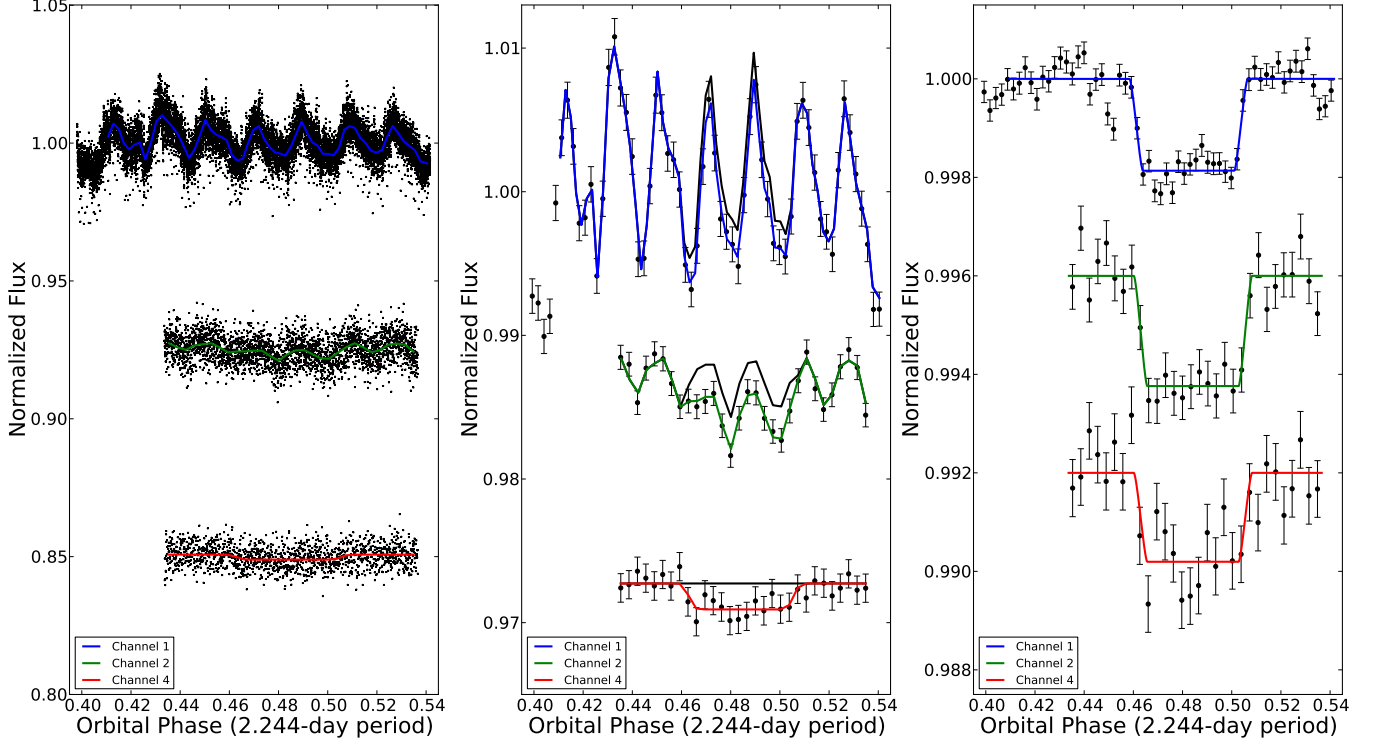 1.05
1.00
0.95
0.90
0.85
0.80
Normalized Flux
0.40 0.42 0.44 0.46 0.48 0.50 0.52 0.54
Orbital Phase (2.244-day period)
Channel 1
Channel 2
Channel 4
1.01
1.00
0.99
0.98
0.97
Normalized Flux
0.40 0.42 0.44 0.46 0.48 0.50 0.52 0.54
Orbital Phase (2.244-day period)
Channel 1
Channel 2
Channel 4
1.000
0.998
0.996
0.994
0.992
0.990
0.988
Normalized Flux
0.40 0.42 0.44 0.46 0.48 0.50 0.52 0.54
Orbital Phase (2.244-day period)
Channel 1
Channel 2
Channel 4